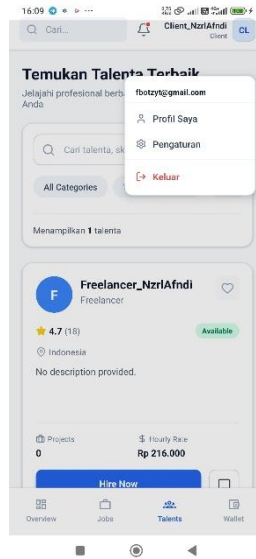 16:09
Cari...
Client_NzrlAfndi
Client
CL
Temukan Talenta Terbaik
Jelajahi profesional berb
Anda
fbotzyt@gmail.com
Profil Saya
Pengaturan
Keluar
Cari talenta, sk
All Categories
Menampilkan 1 talenta
F
Freelancer_NzrlAfndi
Freelancer
4.7 (18)
Available
Indonesia
No description provided.
Projects
$ Hourly Rate
0
Rp 216.000
Hire Now
Overview
Jobs
Talents
Wallet